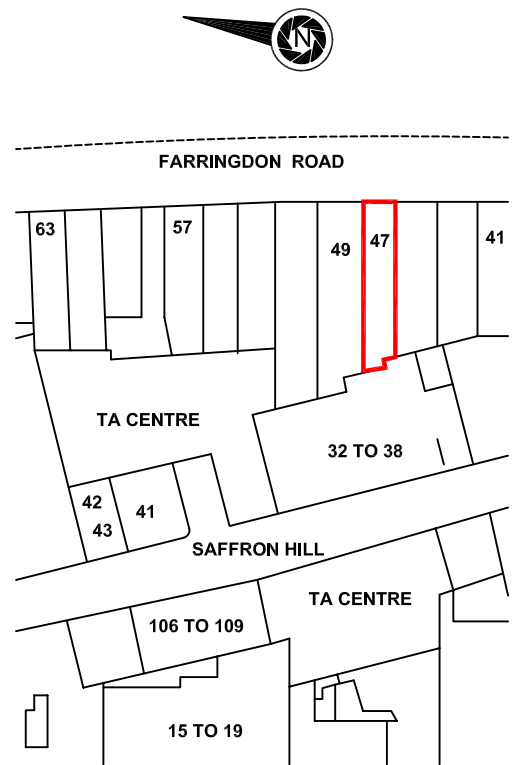 N
FARRINGDON ROAD
63
57
49
47
41
TA CENTRE
32 TO 38
42
43
41
SAFFRON HILL
TA CENTRE
106 TO 109
15 TO 19